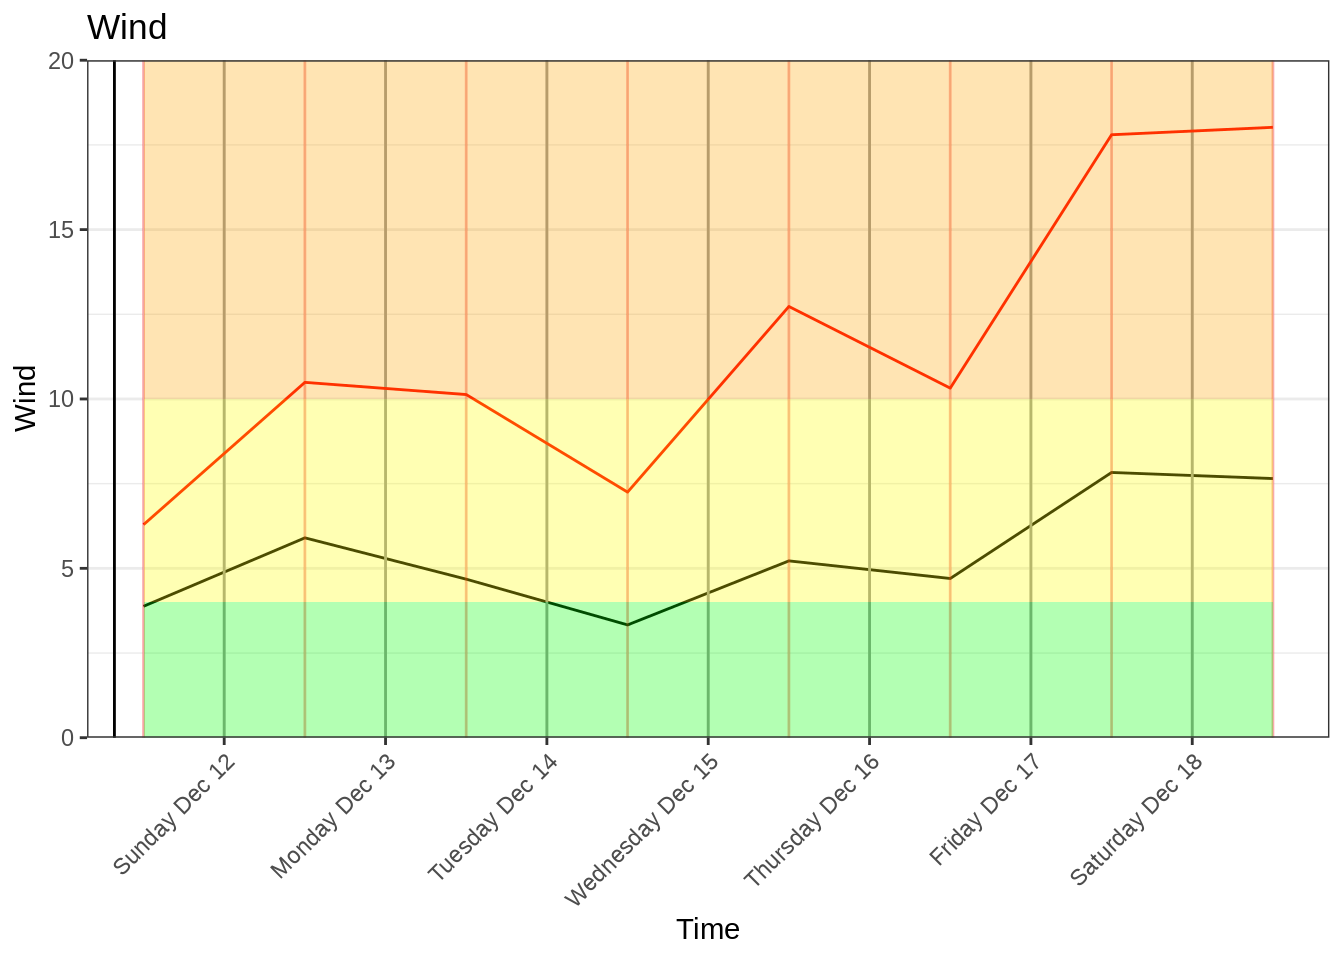 Wind
Wind
20
15
10
5
0
Sunday Dec 12
Monday Dec 13
Tuesday Dec 14
Wednesday Dec 15
Thursday Dec 16
Friday Dec 17
Saturday Dec 18
Time